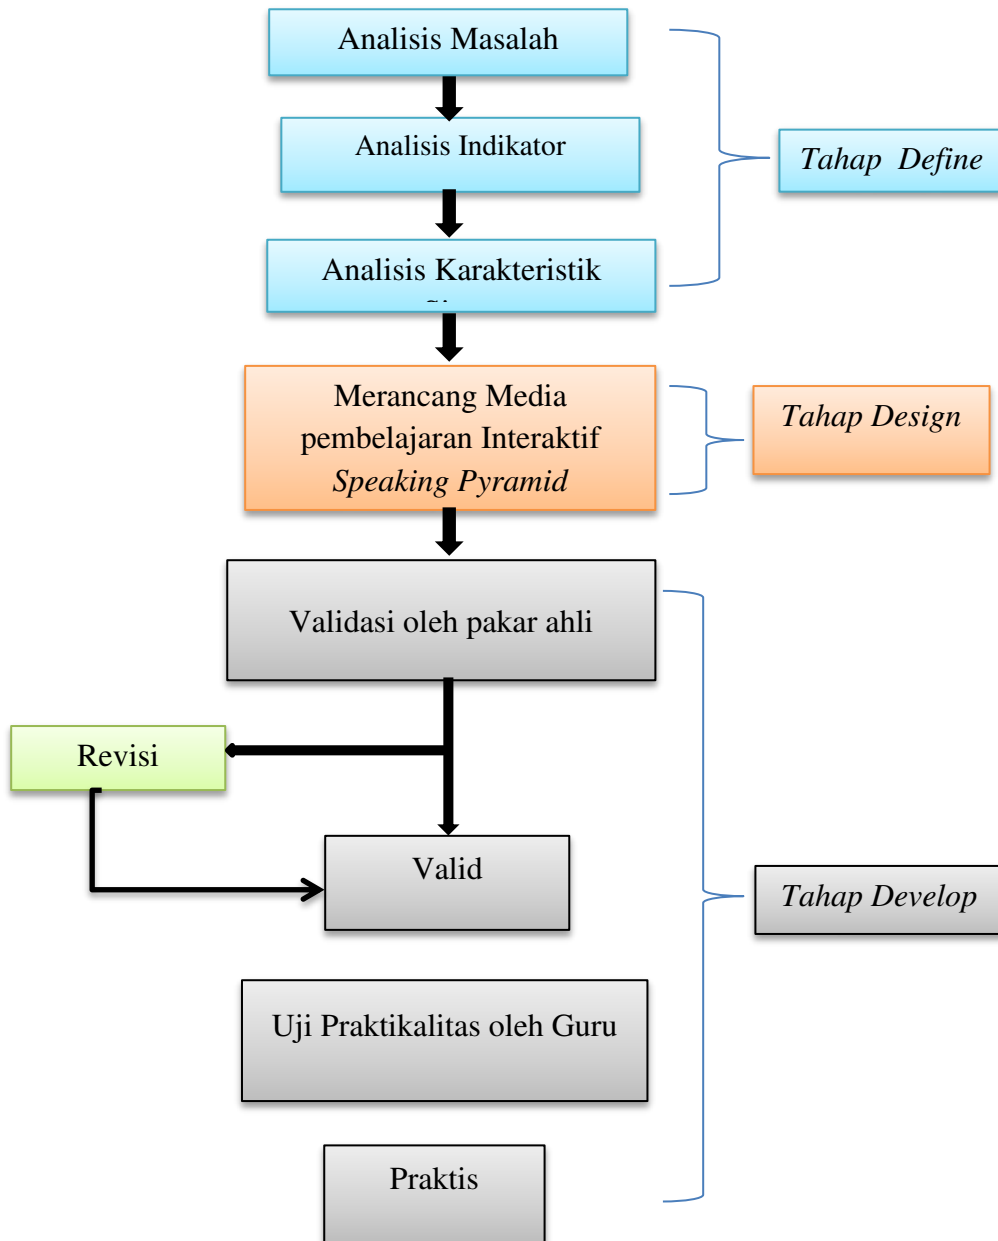 Analisis Masalah
Analisis Indikator
Tahap  Define
Analisis Karakteristik
Merancang Media
pembelajaran Interaktif
Speaking Pyramid
Tahap Design
Validasi oleh pakar ahli
Revisi
Valid
Tahap Develop
Uji Praktikalitas oleh Guru
Praktis